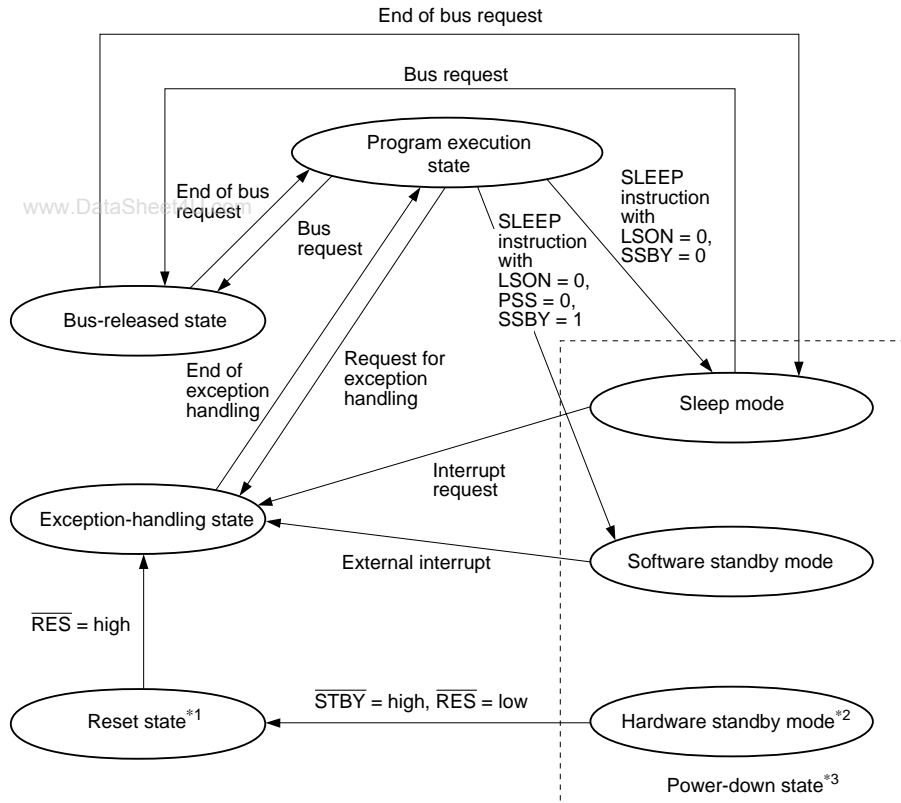 End of bus request
Bus request
Program execution
state
End of bus
request
www.DataSheet4U.com
Bus
request
SLEEP
instruction
with
LSON = 0,
PSS = 0,
SSBY = 1
SLEEP
instruction
with
LSON = 0,
SSBY = 0
Bus-released state
End of
exception
handling
Request for
exception
handling
Sleep mode
Interrupt
request
Exception-handling state
External interrupt
Software standby mode
RES = high
STBY = high, RES = low
Reset state*1
Hardware standby mode*2
Power-down state*3